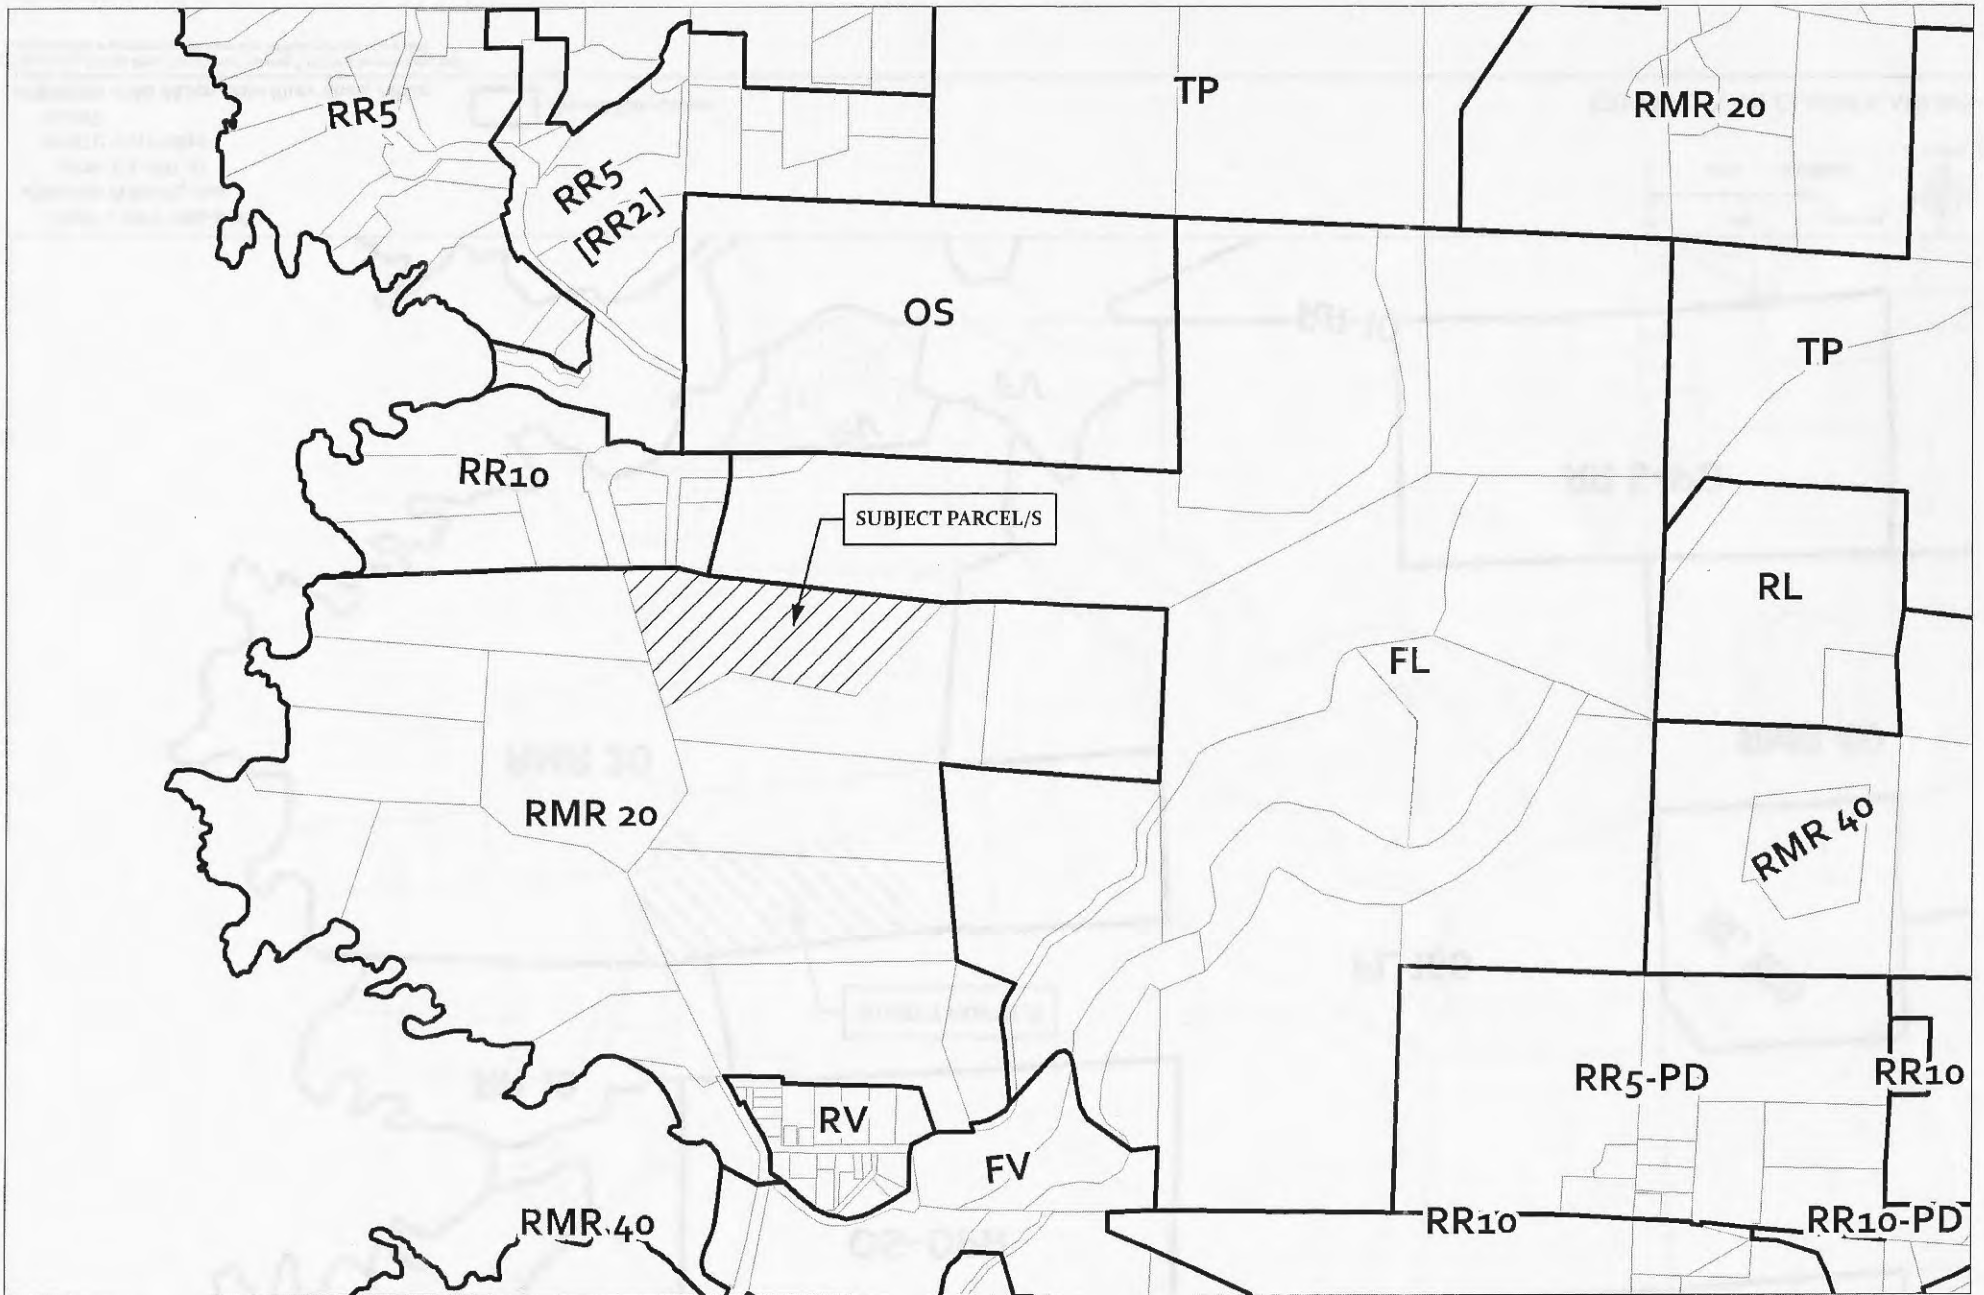 TP
RMR 20
RR5
RR5
[RR2]
OS
TP
RR10
SUBJECT PARCEL/S
RL
FL
RMR 20
RMR 40
RR5-PD
RR10
RV
FV
RMR 40
RR10
RR10-PD